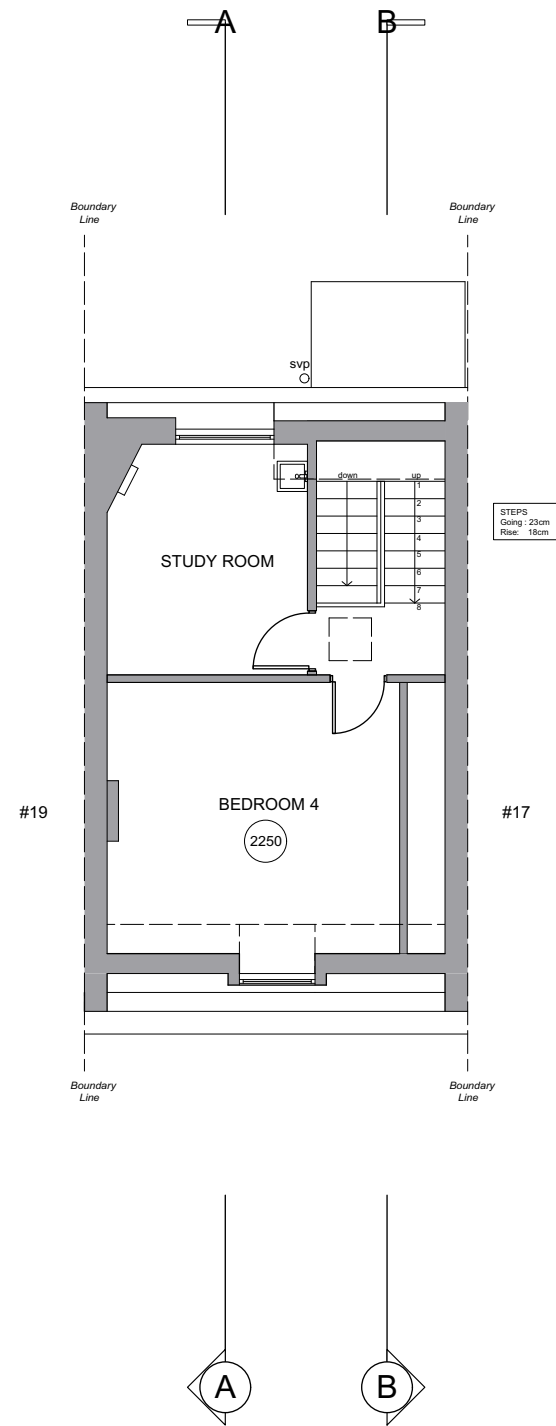 A
B
Boundary
Line
Boundary
Line
svp
down
up
1
2
3
4
5
6
7
8
STEPS
Going : 23cm
Rise: 18cm
STUDY ROOM
BEDROOM 4
2250
#19
#17
Boundary
Line
Boundary
Line
A
B